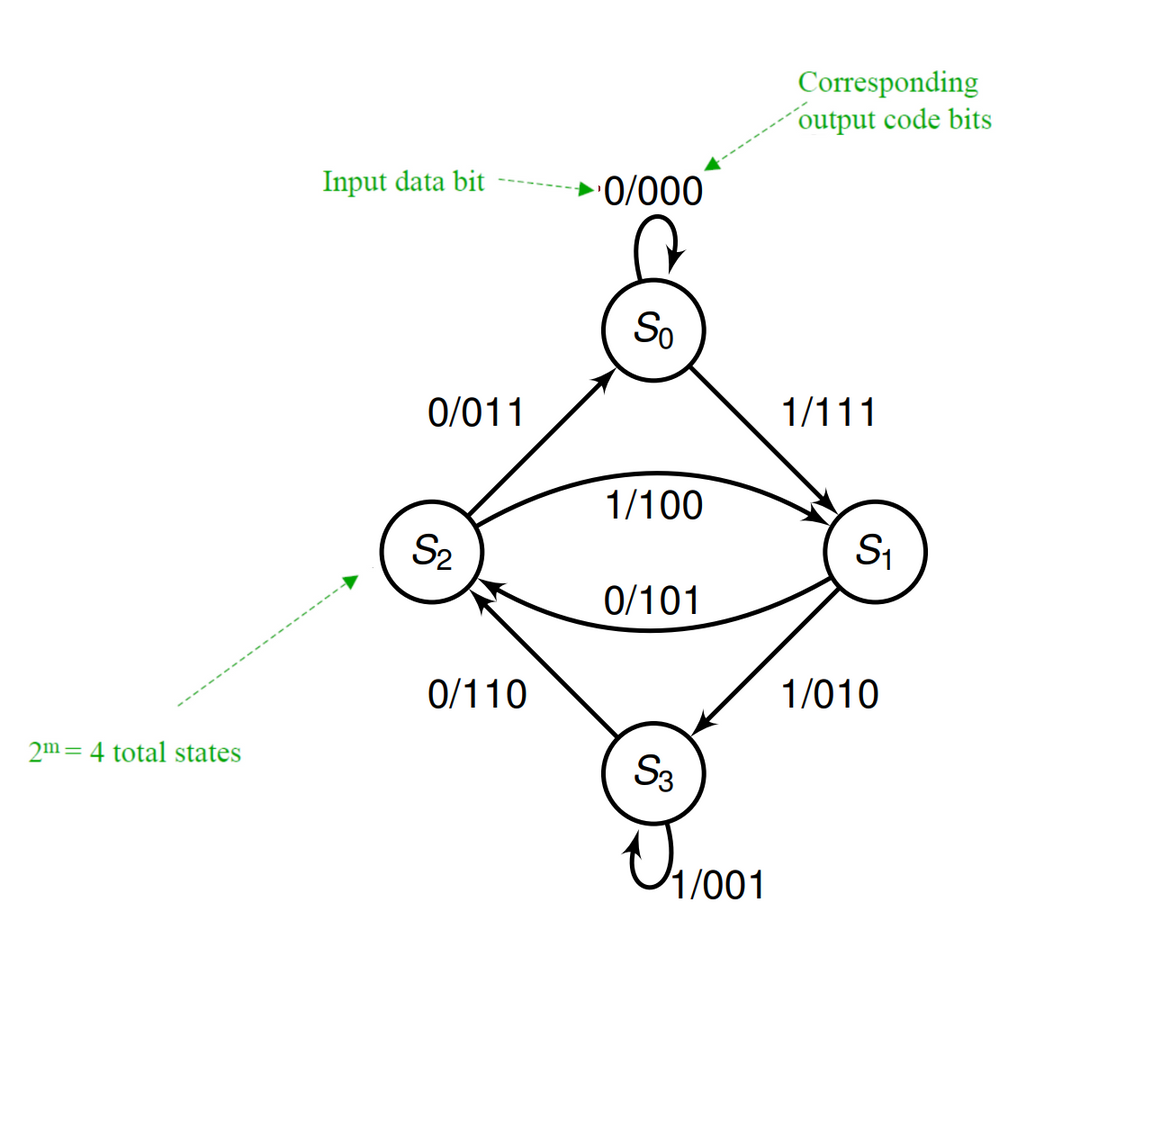 Corresponding
output code bits
Input data bit
0/000
S₀
0/011
1/111
1/100
S₂
S₁
0/101
0/110
1/010
2ᵐ = 4 total states
S₃
1/001